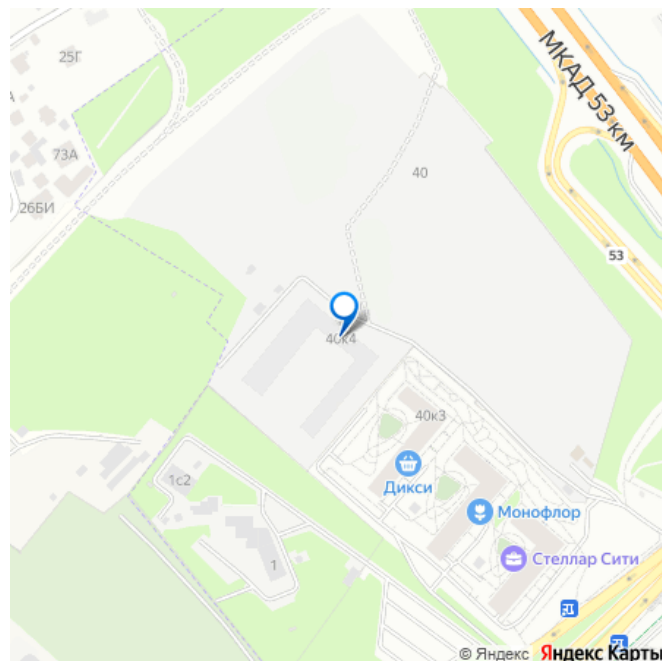 25Г
МКАД 53 км
А
73А
40
26БИ
53
40к4
40к3
Дикси
1с2
Монофлор
Стеллар Сити
1
© Яндекс Яндекс Карты